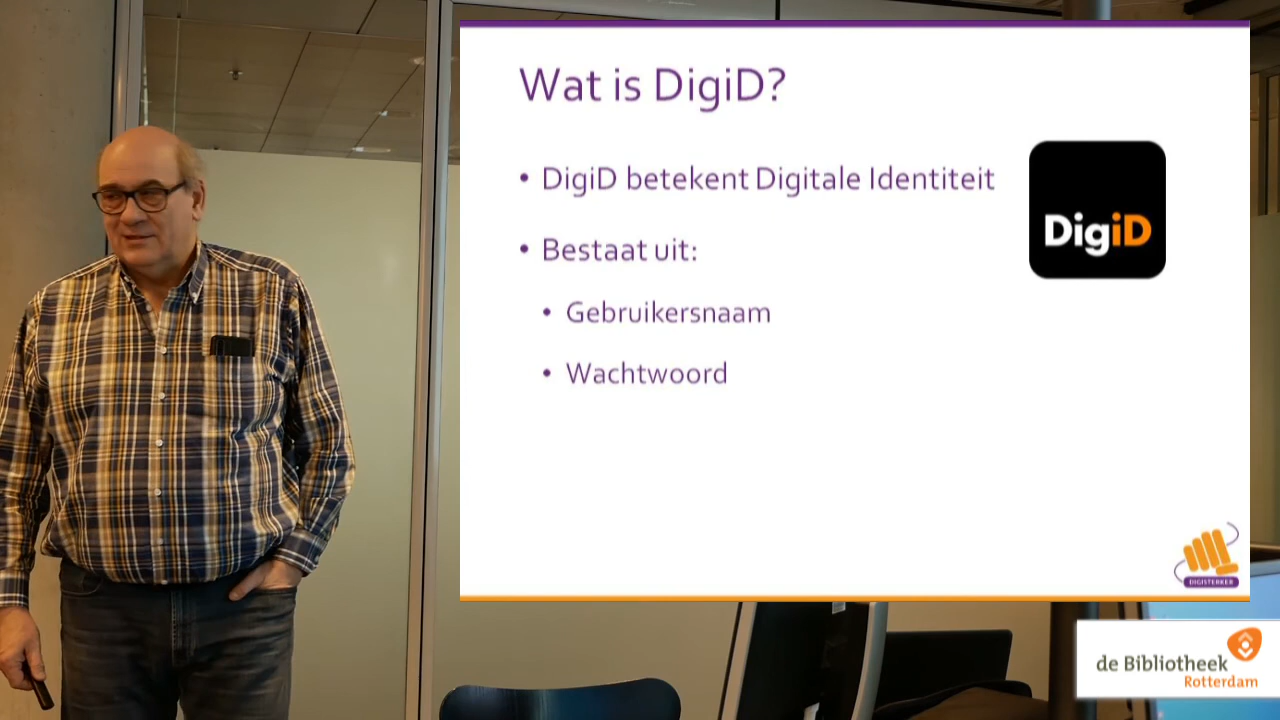 Wat is DigiD?
• DigiD betekent Digitale Identiteit
DigiD
• Bestaat uit:
• Gebruikersnaam
• Wachtwoord
DIGISTERKER
de Bibliotheek
Rotterdam